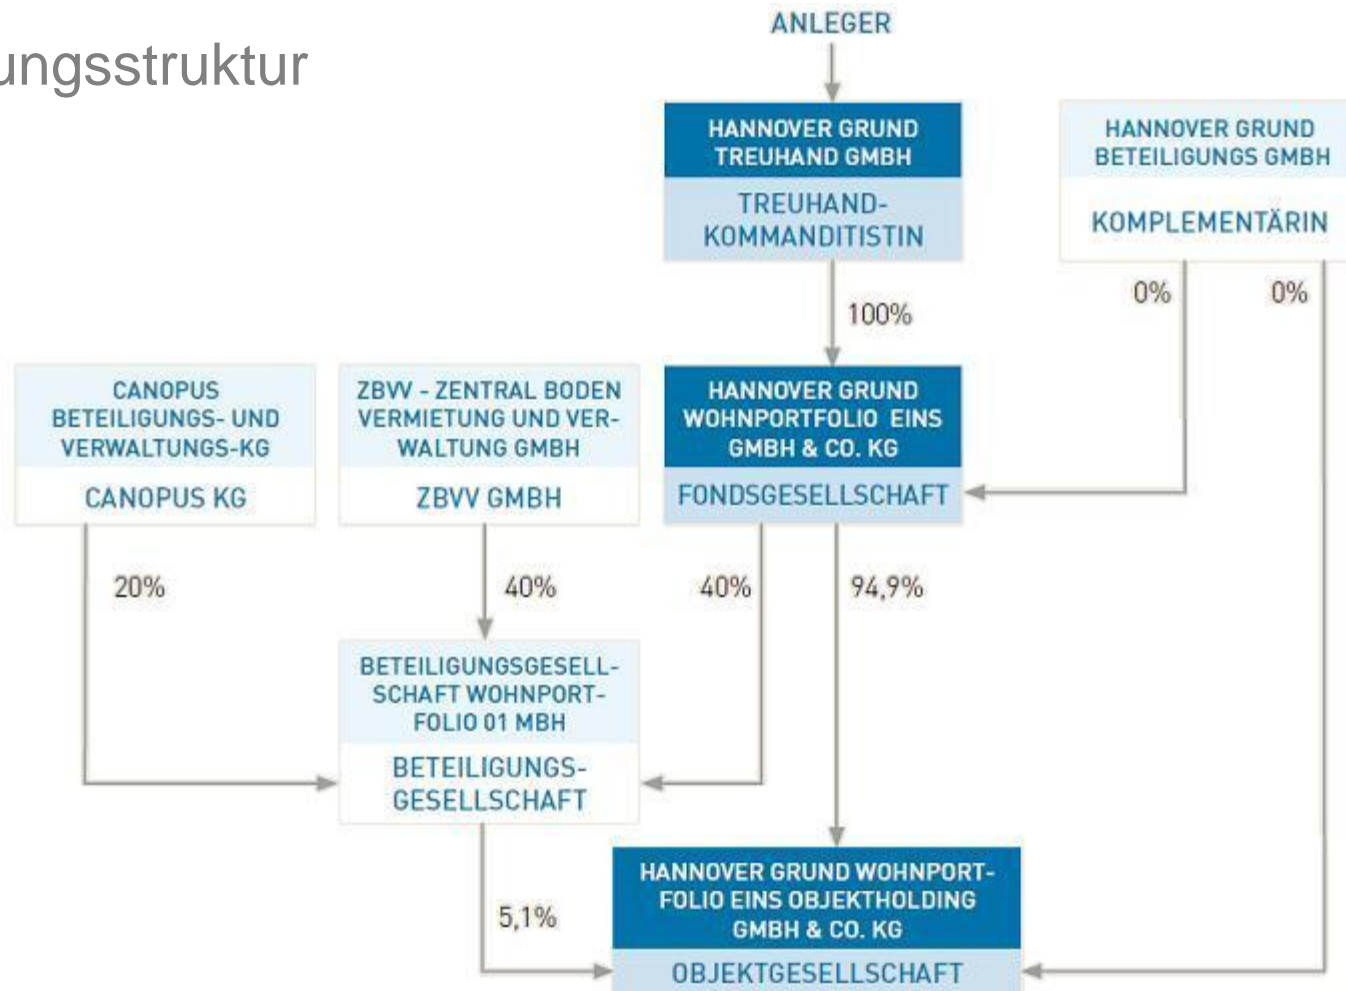 ungsstruktur
ANLEGER
HANNOVER GRUND
TREUHAND GMBH
TREUHAND-
KOMMANDITISTIN
HANNOVER GRUND
BETEILIGUNGS GMBH
KOMPLEMENTÄRIN
100%
0%
0%
CANOPUS
BETEILIGUNGS- UND
VERWALTUNGS-KG
CANOPUS KG
ZBVV - ZENTRAL BODEN
VERMIETUNG UND VER-
WALTUNG GMBH
ZBVV GMBH
HANNOVER GRUND
WOHNPORTFOLIO EINS
GMBH & CO. KG
FONDSGESELLSCHAFT
20%
40%
40%
94,9%
BETEILIGUNGSGESELL-
SCHAFT WOHNPORT-
FOLIO 01 MBH
BETEILIGUNGS-
GESELLSCHAFT
5,1%
HANNOVER GRUND WOHNPORT-
FOLIO EINS OBJEKTHOLDING
GMBH & CO. KG
OBJEKTGESELLSCHAFT